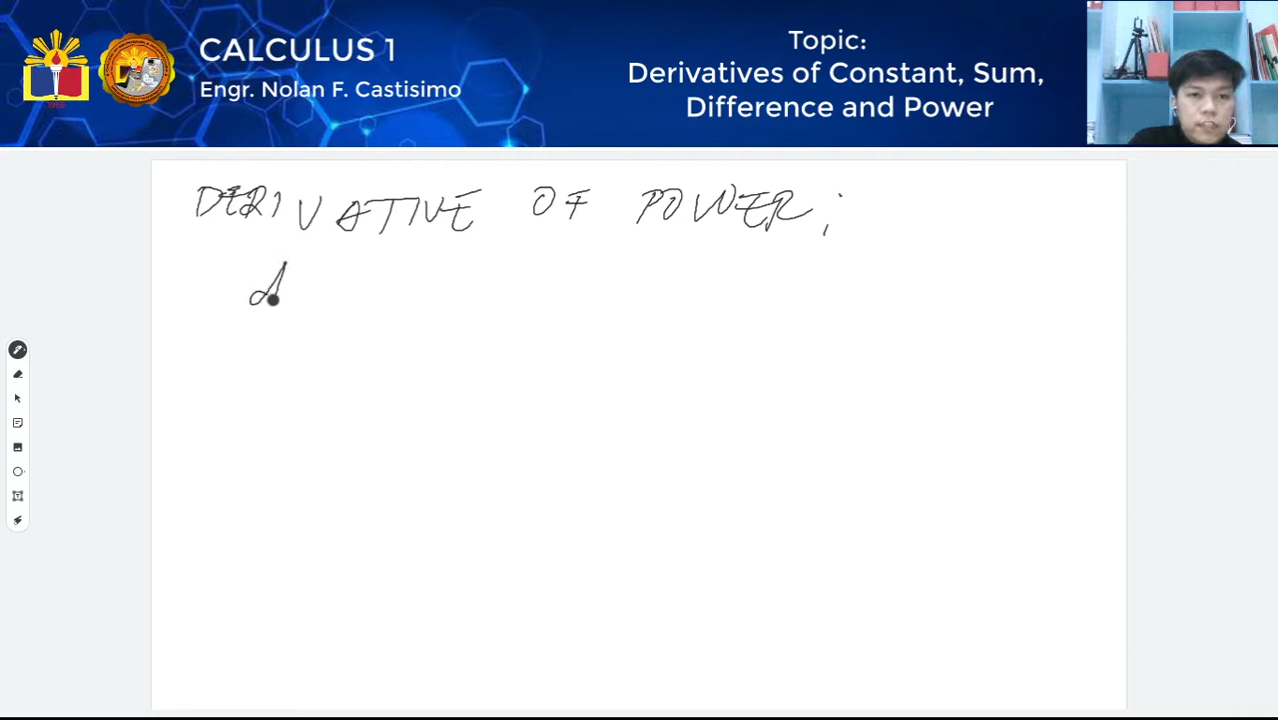 CALCULUS 1
Engr. Nolan F. Castisimo
Topic:
Derivatives of Constant, Sum,
Difference and Power
DERIVATIVE OF POWER;
d